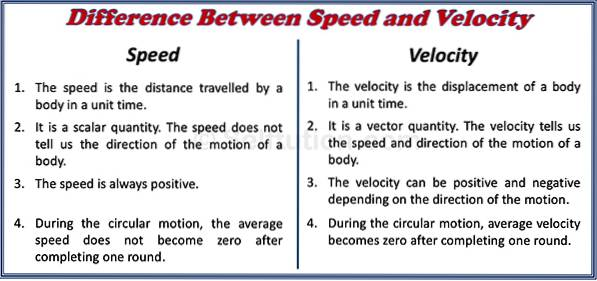 Difference Between Speed and Velocity
Speed
1. The speed is the distance travelled by a
body in a unit time.
2. It is a scalar quantity. The speed does not
tell us the direction of the motion of a
body.
3. The speed is always positive.
4. During the circular motion, the average
speed does not become zero after
completing one round.
Velocity
1. The velocity is the displacement of a body
in a unit time.
2. It is a vector quantity. The velocity tells us
the speed and direction of the motion of a
body.
3. The velocity can be positive and negative
depending on the direction of the motion.
4. During the circular motion, average velocity
becomes zero after completing one round.